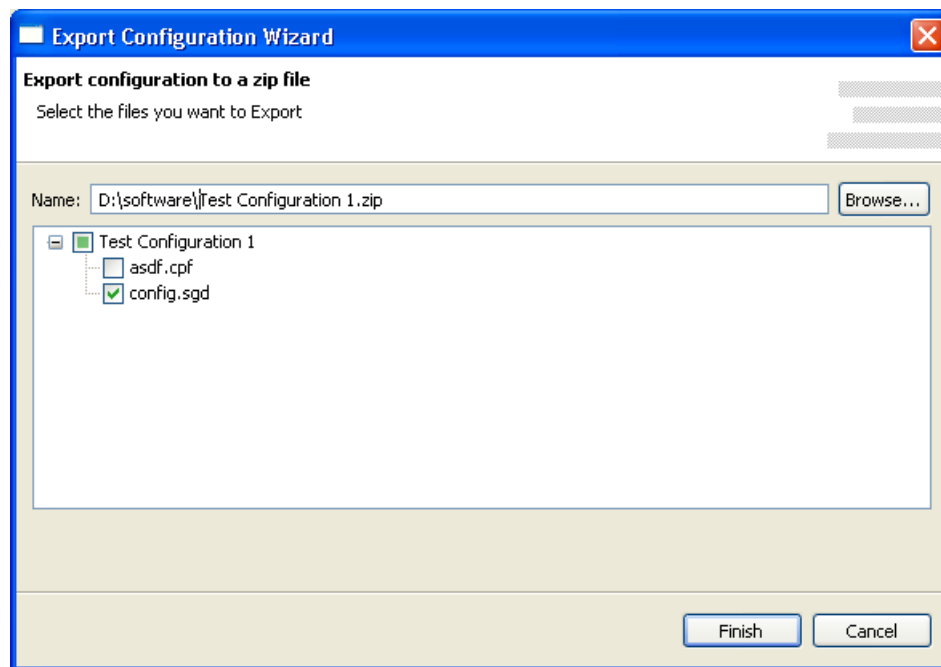 Export Configuration Wizard
Export configuration to a zip file
Select the files you want to Export
Name: D:\software\Test Configuration 1.zip Browse...
Test Configuration 1
asdf.cpf
config.sgd
Finish Cancel